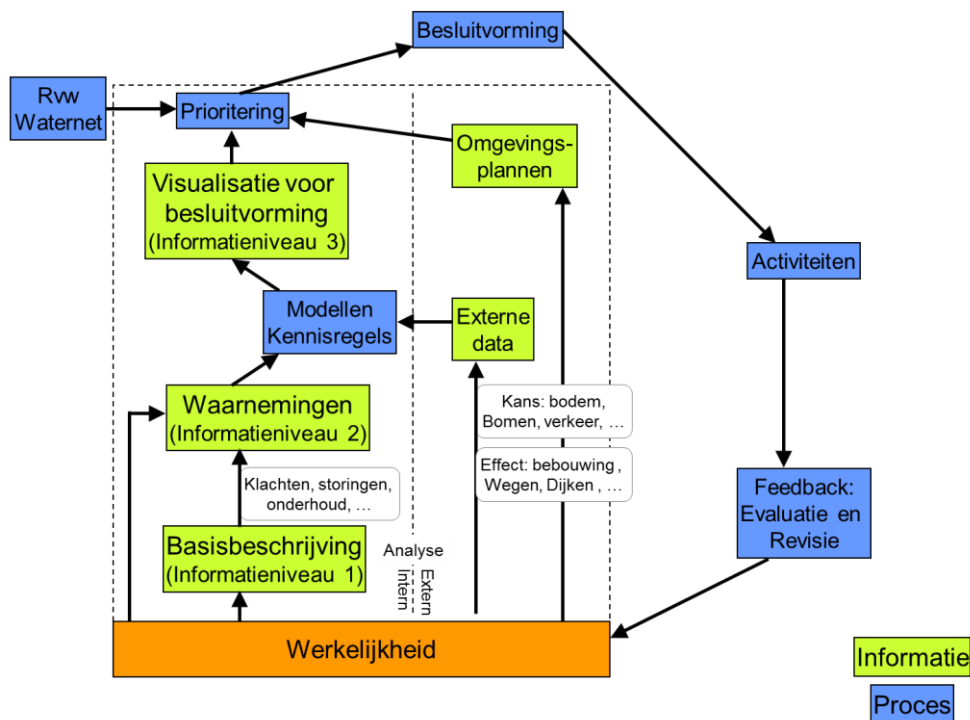 Besluitvorming
Rvw
Waternet
Prioritering
Omgevings-
plannen
Visualisatie voor
besluitvorming
(Informatieniveau 3)
Activiteiten
Modellen
Kennisregels
Externe
data
Waarnemingen
(Informatieniveau 2)
Kans: bodem,
Bomen, verkeer, ...
Effect: bebouwing ,
Wegen, Dijken , ...
Klachten, storingen,
onderhoud, ...
Feedback:
Evaluatie en
Revisie
Basisbeschrijving
(Informatieniveau 1)
Analyse
Intern
Extern
Werkelijkheid
Informatie
Proces